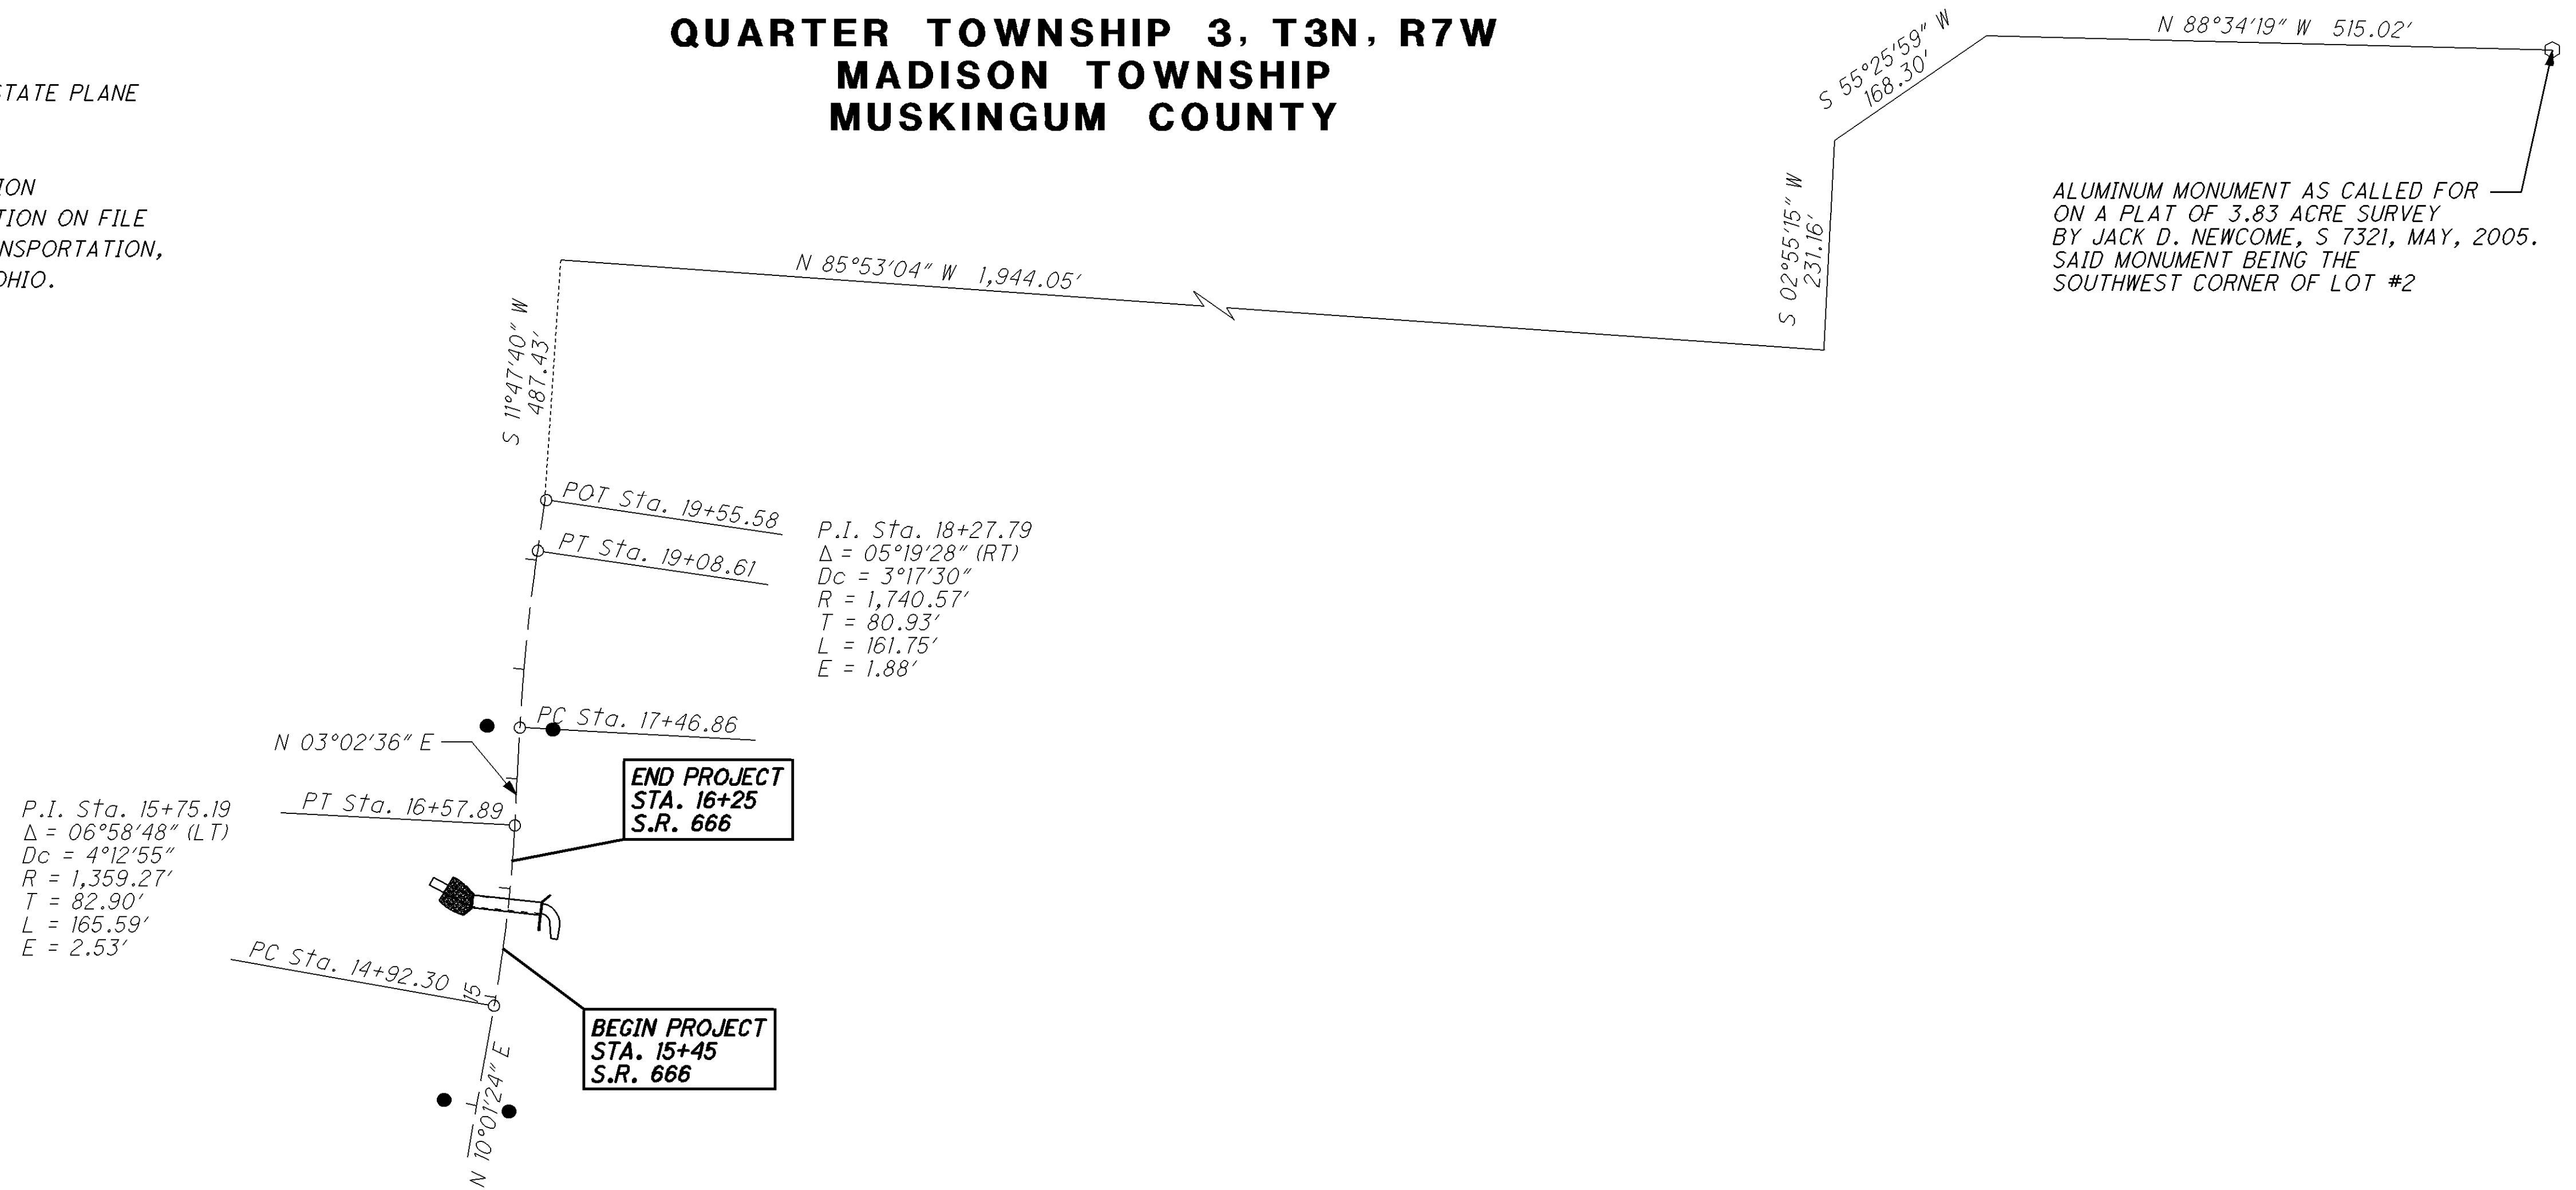 QUARTER TOWNSHIP 3, T3N, R7W
MADISON TOWNSHIP
MUSKINGUM COUNTY
STATE PLANE
ION
TION ON FILE
NSPORTATION,
OHIO.
N 88°34'19" W 515.02'
S 55°25'59" W
168.30'
S 02°55'15" W
231.16'
ALUMINUM MONUMENT AS CALLED FOR
ON A PLAT OF 3.83 ACRE SURVEY
BY JACK D. NEWCOME, S 7321, MAY, 2005.
SAID MONUMENT BEING THE
SOUTHWEST CORNER OF LOT #2
N 85°53'04" W 1,944.05'
S 11°47'40" W
487.43'
POT Sta. 19+55.58
PT Sta. 19+08.61
P.I. Sta. 18+27.79
Δ = 05°19'28" (RT)
Dc = 3°17'30"
R = 1,740.57'
T = 80.93'
L = 161.75'
E = 1.88'
PC Sta. 17+46.86
N 03°02'36" E
END PROJECT
STA. 16+25
S.R. 666
PT Sta. 16+57.89
P.I. Sta. 15+75.19
Δ = 06°58'48" (LT)
Dc = 4°12'55"
R = 1,359.27'
T = 82.90'
L = 165.59'
E = 2.53'
PC Sta. 14+92.30
15
BEGIN PROJECT
STA. 15+45
S.R. 666
N 10°01'24" E